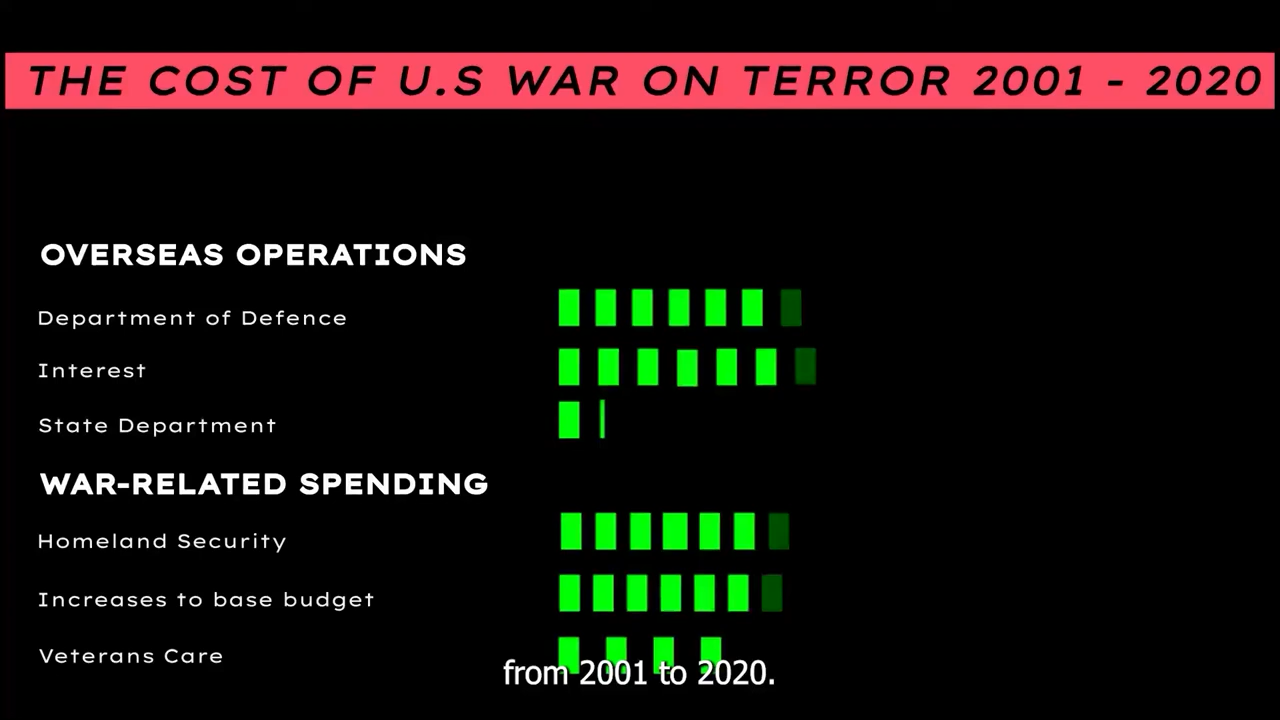 THE COST OF U.S WAR ON TERROR 2001 - 2020
OVERSEAS OPERATIONS
Department of Defence
Interest
State Department
WAR-RELATED SPENDING
Homeland Security
Increases to base budget
Veterans Care
from 2001 to 2020.